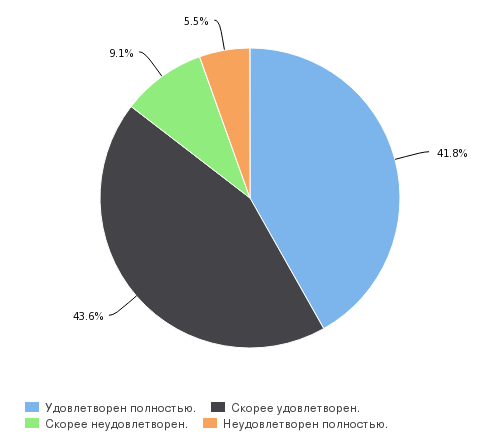 5.5%
9.1%
41.8%
43.6%
Удовлетворен полностью. Скорее удовлетворен.
Скорее неудовлетворен. Неудовлетворен полностью.